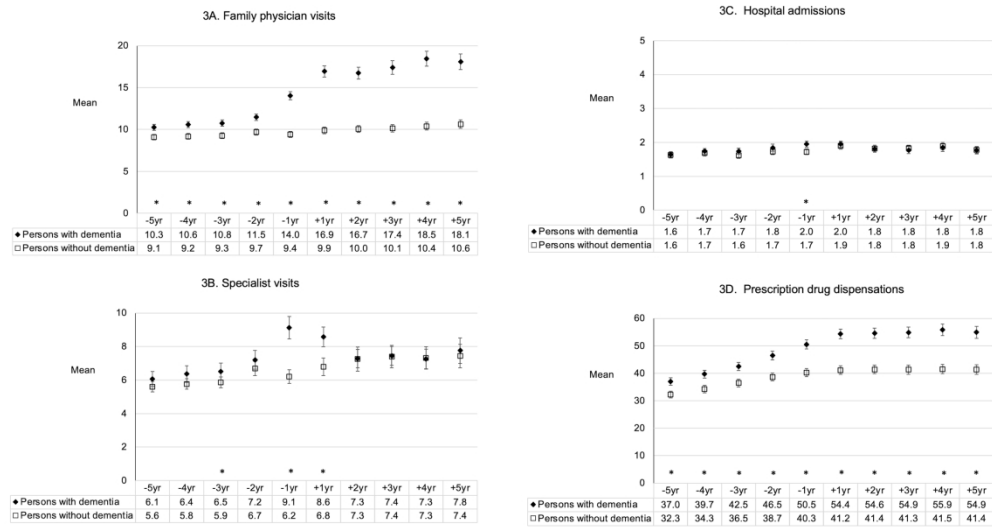 3A. Family physician visits
20
15
Mean
10
5
0
* * * * * * * * * *
-5yr -4yr -3yr -2yr -1yr +1yr +2yr +3yr +4yr +5yr
Persons with dementia 10.3 10.6 10.8 11.5 14.0 16.9 16.7 17.4 18.5 18.1
Persons without dementia 9.1 9.2 9.3 9.7 9.4 9.9 10.0 10.1 10.4 10.6
3B. Specialist visits
10
8
Mean
6
4
2
0
* * *
-5yr -4yr -3yr -2yr -1yr +1yr +2yr +3yr +4yr +5yr
Persons with dementia 6.1 6.4 6.5 7.2 9.1 8.6 7.3 7.4 7.3 7.8
Persons without dementia 5.6 5.8 5.9 6.7 6.2 6.8 7.3 7.4 7.3 7.4
3C. Hospital admissions
5
4
Mean
3
2
1
0
*
-5yr -4yr -3yr -2yr -1yr +1yr +2yr +3yr +4yr +5yr
Persons with dementia 1.6 1.7 1.7 1.8 2.0 2.0 1.8 1.8 1.8 1.8
Persons without dementia 1.6 1.7 1.6 1.7 1.7 1.9 1.8 1.8 1.9 1.8
3D. Prescription drug dispensations
60
50
Mean
40
30
20
10
0
* * * * * * * * * *
-5yr -4yr -3yr -2yr -1yr +1yr +2yr +3yr +4yr +5yr
Persons with dementia 37.0 39.7 42.5 46.5 50.5 54.4 54.6 54.9 55.9 54.9
Persons without dementia 32.3 34.3 36.5 38.7 40.3 41.2 41.4 41.3 41.5 41.4